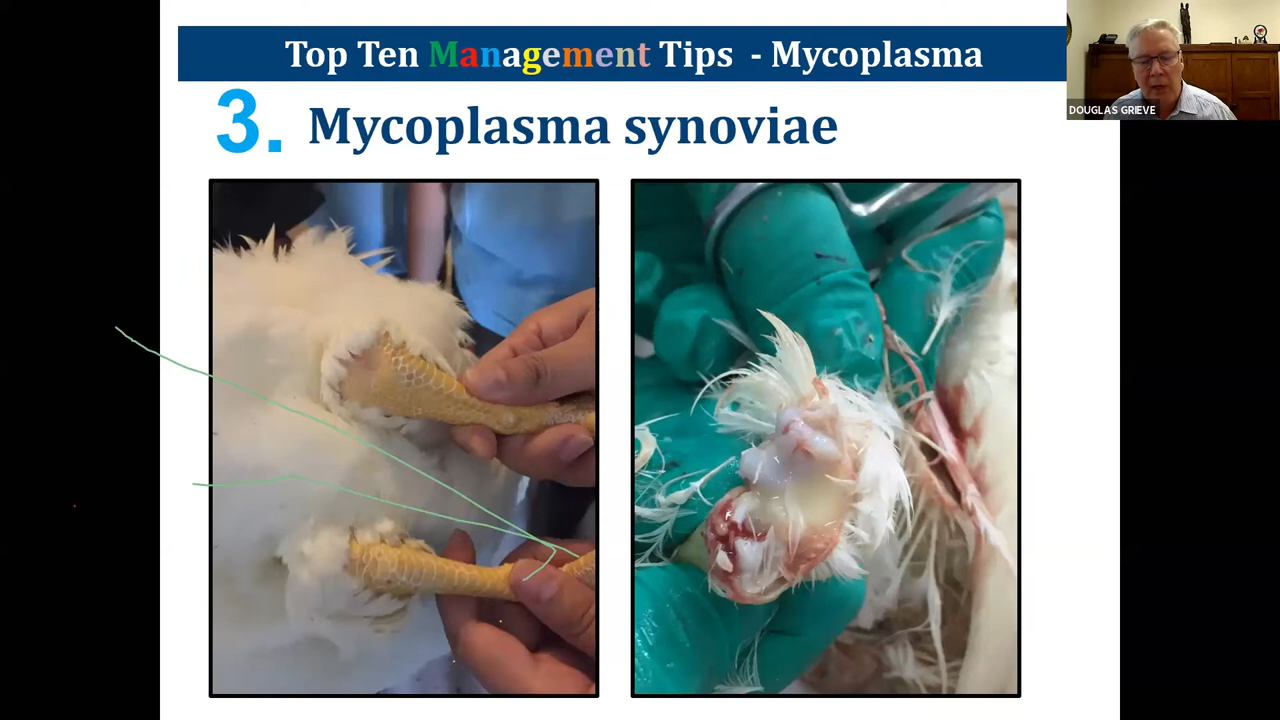 Top Ten Management Tips - Mycoplasma
DOUGLAS GRIEVE
3. Mycoplasma synoviae